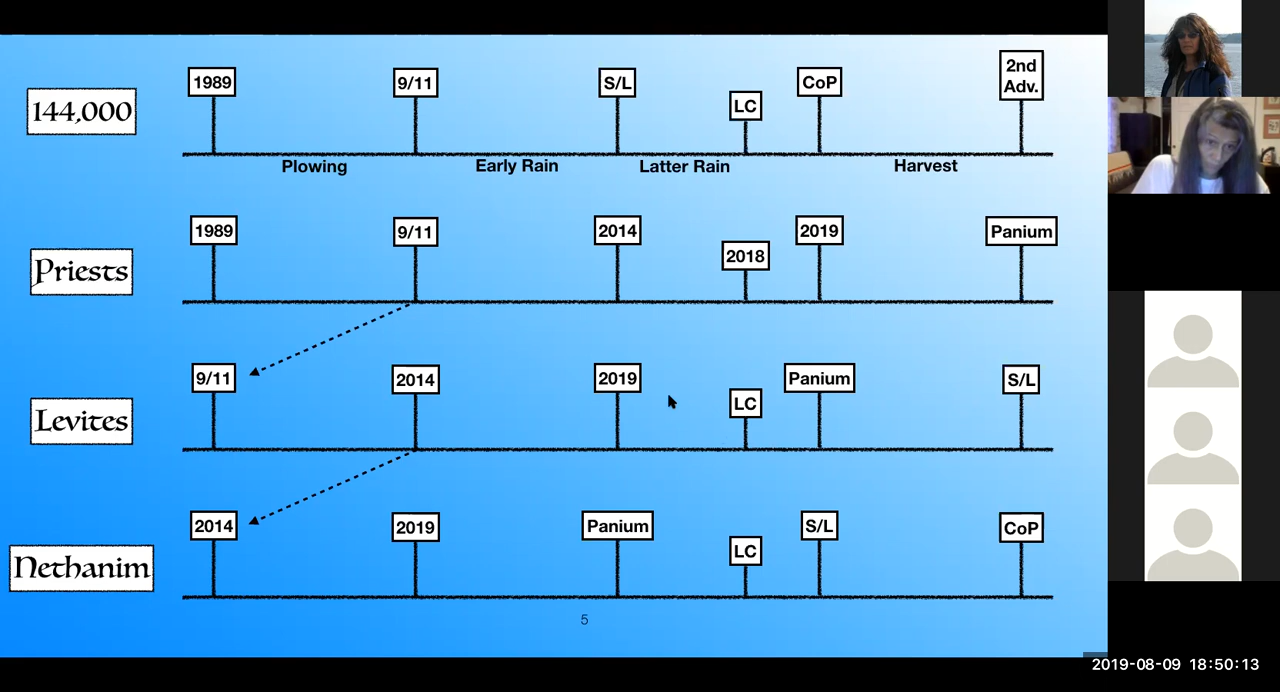 144,000
1989
9/11
S/L
LC
CoP
2nd
Adv.
Plowing
Early Rain
Latter Rain
Harvest
Priests
1989
9/11
2014
2018
2019
Panium
Levites
9/11
2014
2019
LC
Panium
S/L
Nethanim
2014
2019
Panium
LC
S/L
CoP
5
2019-08-09 18:50:13